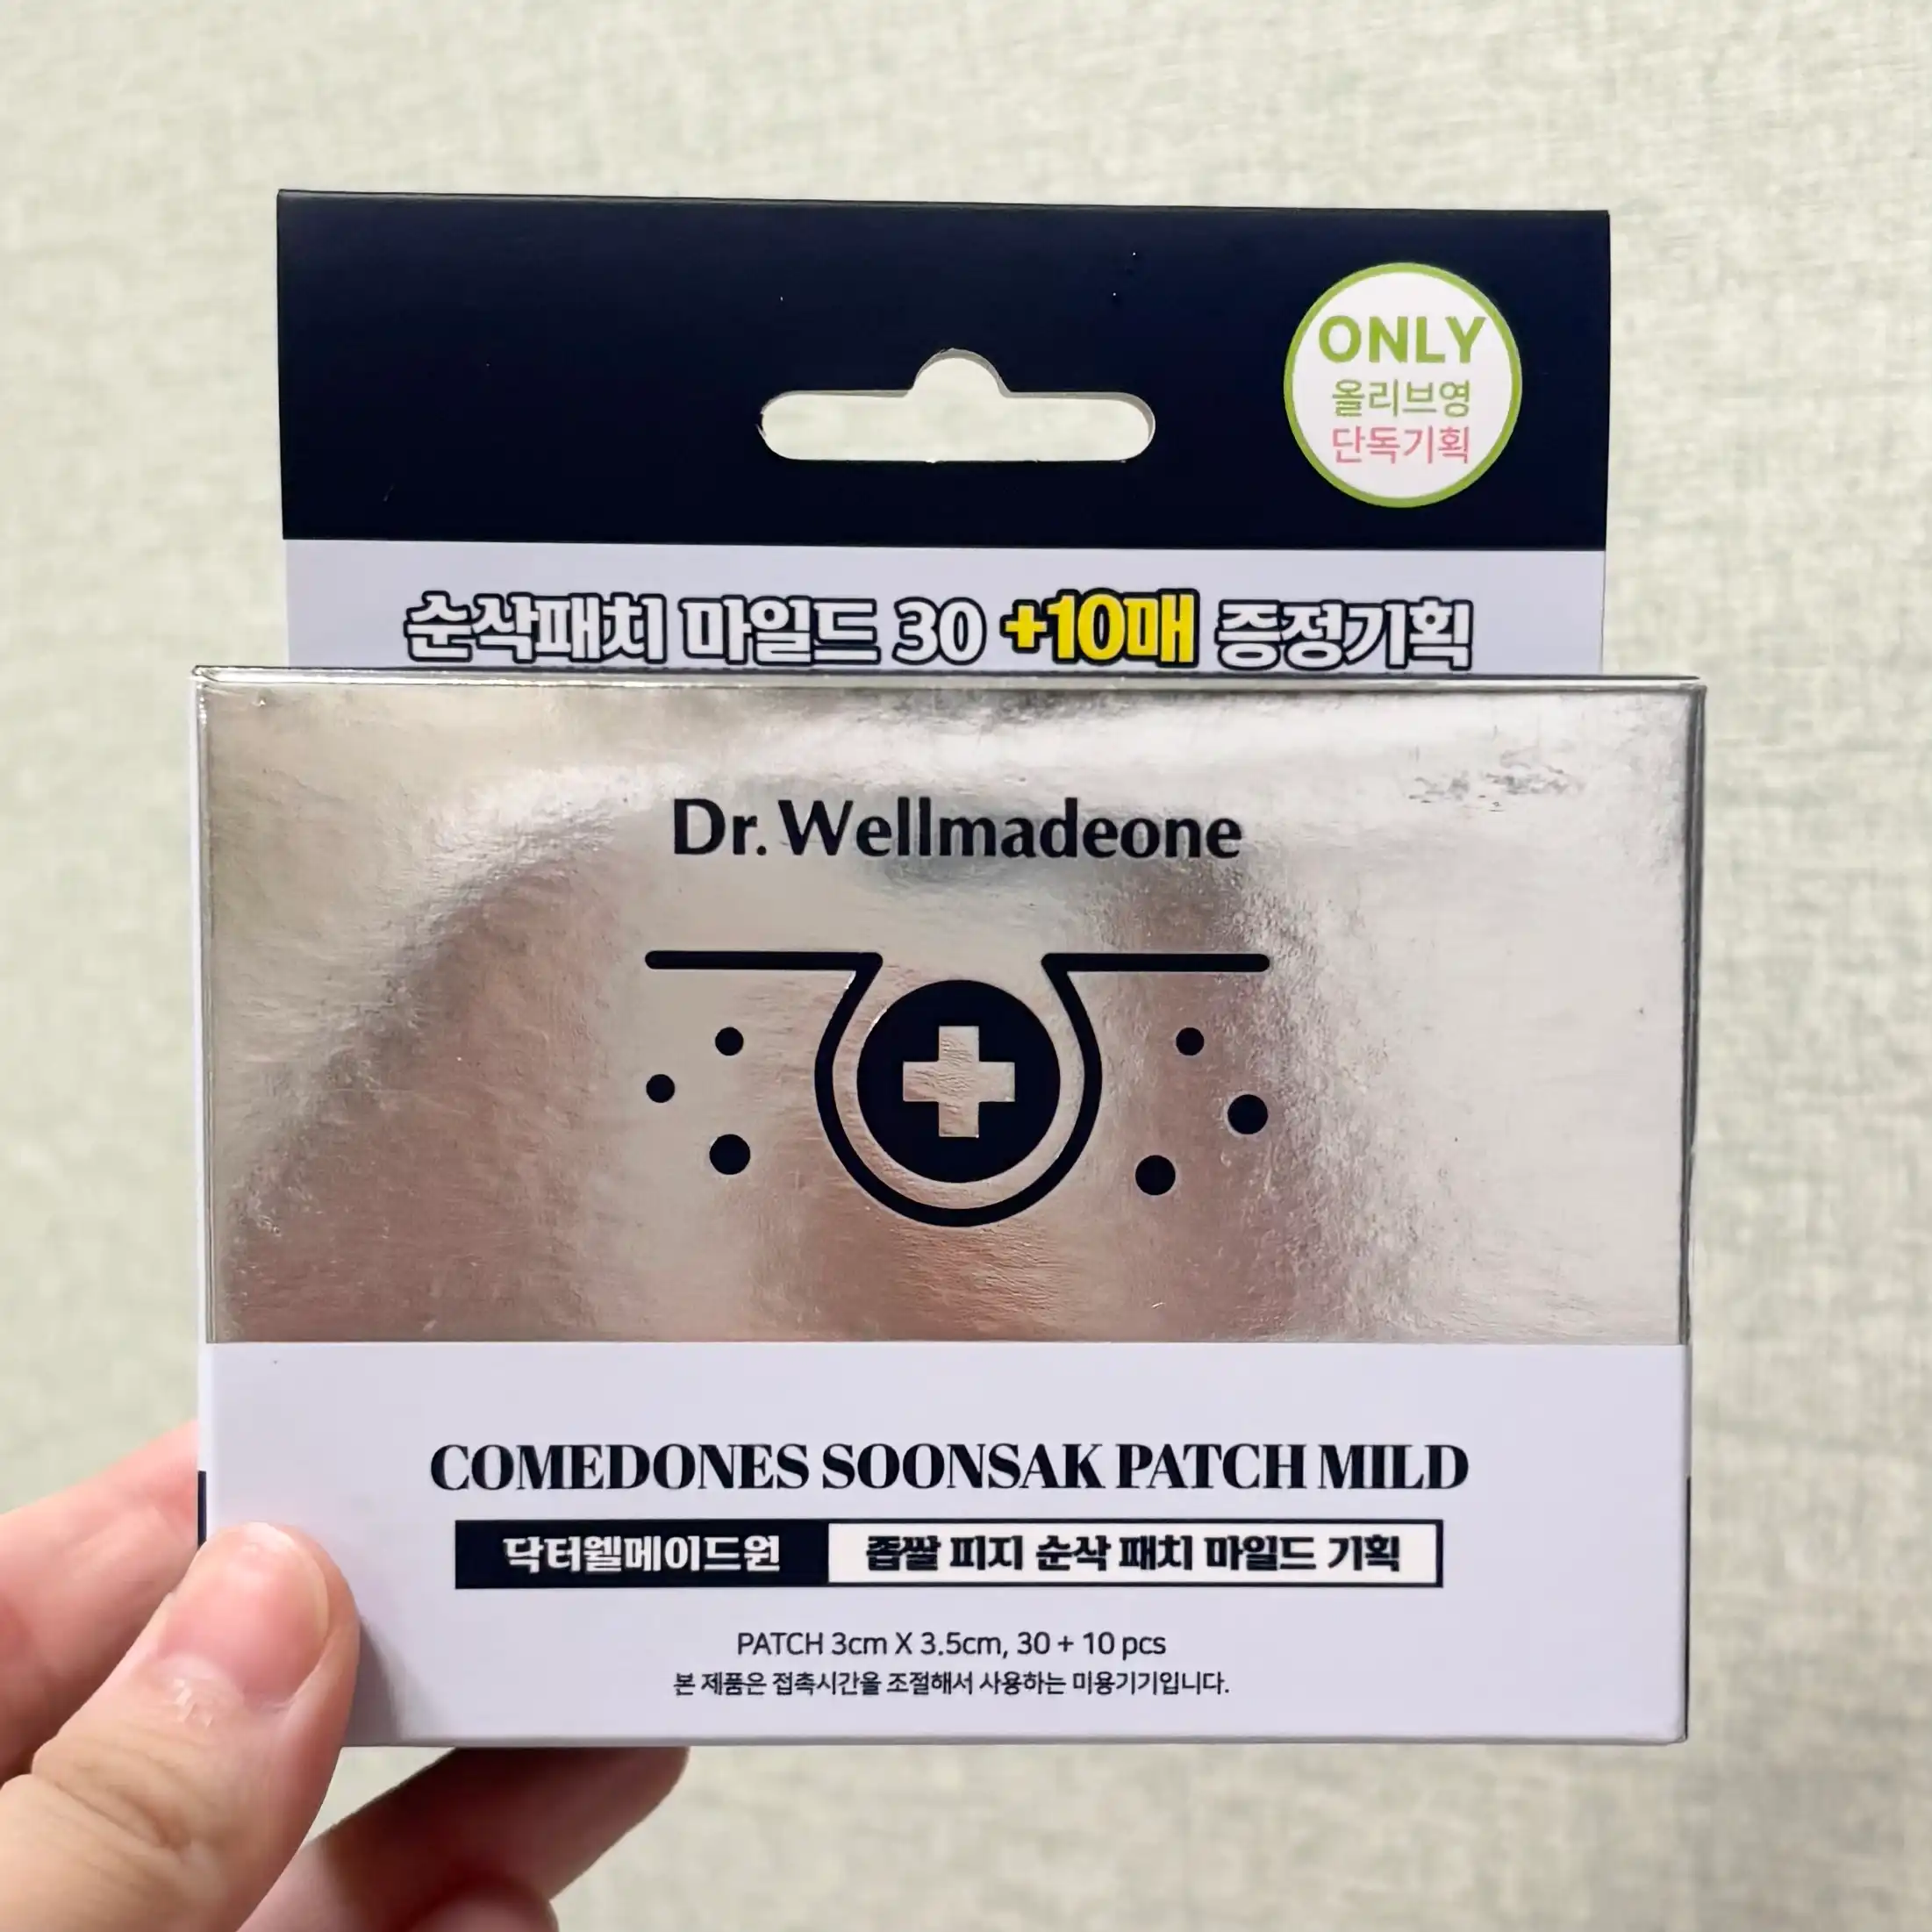 ONLY
올리브영
단독기획
순삭패치 마일드 30 +10매 증정기획
Dr. Wellmadeone
COMEDONES SOONSAK PATCH MILD
닥터웰메이드원 좁쌀 피지 순삭 패치 마일드 기획
PATCH 3cm X 3.5cm, 30 + 10 pcs
본 제품은 접촉시간을 조절해서 사용하는 미용기기입니다.